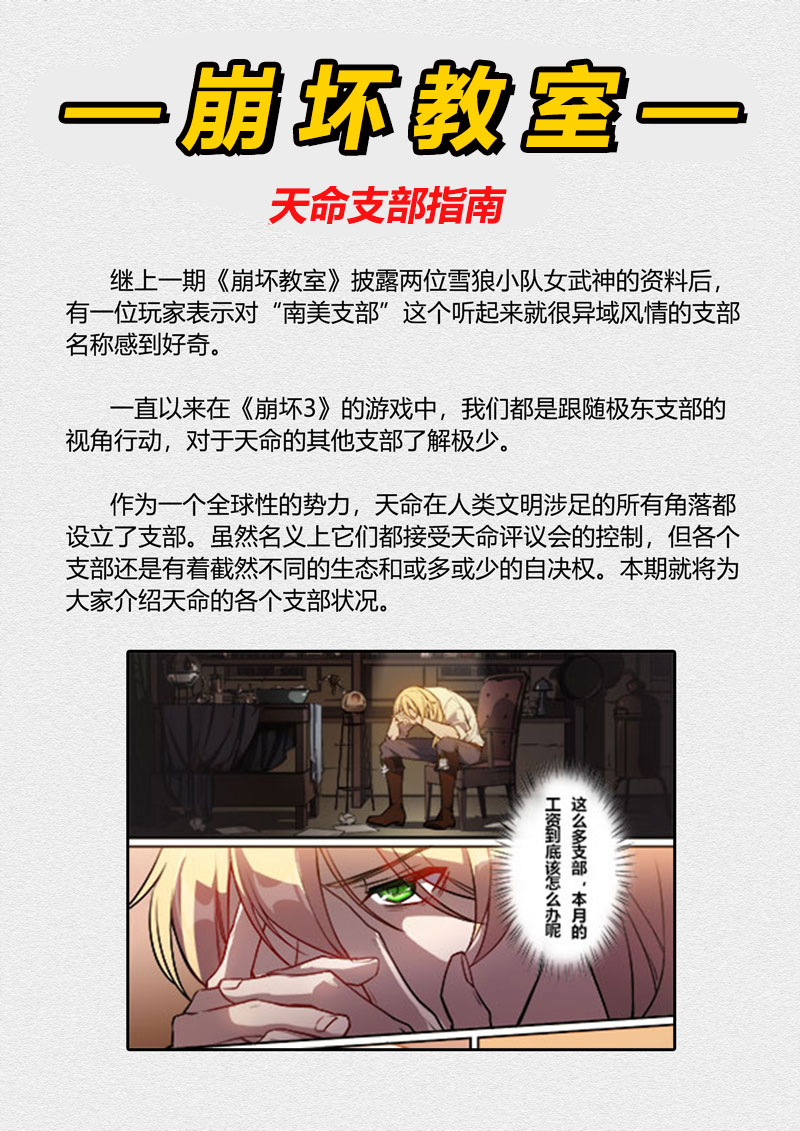 —崩坏教室—
天命支部指南
继上一期《崩坏教室》披露两位雪狼小队女武神的资料后，
有一位玩家表示对“南美支部”这个听起来就很异域风情的支部
名称感到好奇。
一直以来在《崩坏3》的游戏中，我们都是跟随极东支部的
视角行动，对于天命的其他支部了解极少。
作为一个全球性的势力，天命在人类文明涉足的所有角落都
设立了支部。虽然名义上它们都接受天命评议会的控制，但各个
支部还是有着截然不同的生态和或多或少的自决权。本期就将为
大家介绍天命的各个支部状况。
这么多支部，本月的
工资到底该怎么办呢